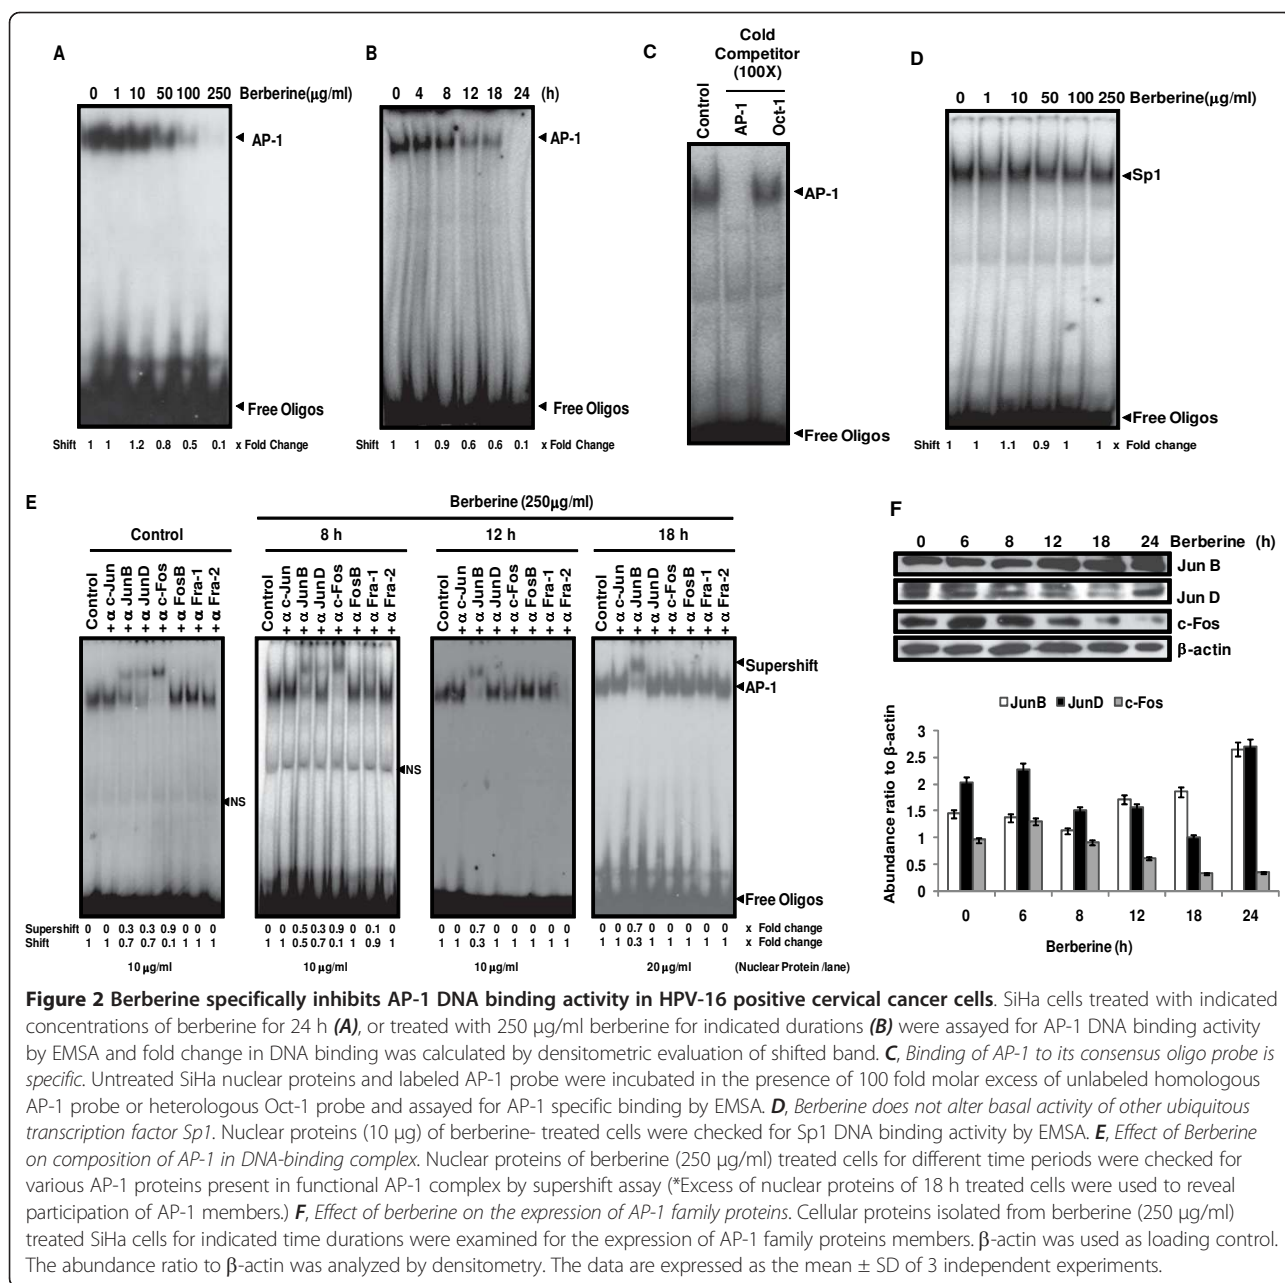 A
0 1 10 50 100 250 Berberine(µg/ml)
AP-1
Free Oligos
Shift 1 1 1.2 0.8 0.5 0.1 x Fold Change
B
0 4 8 12 18 24 (h)
AP-1
Free Oligos
Shift 1 1 0.9 0.6 0.6 0.1 x Fold Change
C
Cold
Competitor
(100X)
Control
AP-1
Oct-1
AP-1
Free Oligos
D
0 1 10 50 100 250 Berberine(µg/ml)
Sp1
Free Oligos
Shift 1 1 1.1 0.9 1 1 x Fold change
E
Berberine (250µg/ml)
Control 8 h 12 h 18 h
Control
+ α c-Jun
+ α JunB
+ α JunD
+ α c-Fos
+ α FosB
+ α Fra-1
+ α Fra-2
Control
+ α c-Jun
+ α JunB
+ α JunD
+ α c-Fos
+ α FosB
+ α Fra-1
+ α Fra-2
Control
+ α c-Jun
+ α JunB
+ α JunD
+ α c-Fos
+ α FosB
+ α Fra-1
+ α Fra-2
Control
+ α c-Jun
+ α JunB
+ α JunD
+ α c-Fos
+ α FosB
+ α Fra-1
+ α Fra-2
Supershift
AP-1
NS
NS
Free Oligos
Supershift 0 0 0.3 0.3 0.9 0 0 0 0 0 0.5 0.3 0.9 0 0.1 0 0 0 0.7 0 0 0 0 0 0 0 0.7 0 0 0 0 0 x Fold change
Shift 1 1 0.7 0.7 0.1 1 1 1 1 1 0.5 0.7 0.1 1 0.9 1 1 1 0.3 1 1 1 1 1 1 1 0.3 1 1 1 1 1 x Fold change
10 µg/ml 10 µg/ml 10 µg/ml 20 µg/ml (Nuclear Protein /lane)
F
0 6 8 12 18 24 Berberine (h)
Jun B
Jun D
c-Fos
β-actin
JunB JunD c-Fos
Abundance ratio to β-actin
3
2.5
2
1.5
1
0.5
0
0 6 8 12 18 24
Berberine (h)
Figure 2 Berberine specifically inhibits AP-1 DNA binding activity in HPV-16 positive cervical cancer cells. SiHa cells treated with indicated
concentrations of berberine for 24 h (A), or treated with 250 µg/ml berberine for indicated durations (B) were assayed for AP-1 DNA binding activity
by EMSA and fold change in DNA binding was calculated by densitometric evaluation of shifted band. C, Binding of AP-1 to its consensus oligo probe is
specific. Untreated SiHa nuclear proteins and labeled AP-1 probe were incubated in the presence of 100 fold molar excess of unlabeled homologous
AP-1 probe or heterologous Oct-1 probe and assayed for AP-1 specific binding by EMSA. D, Berberine does not alter basal activity of other ubiquitous
transcription factor Sp1. Nuclear proteins (10 µg) of berberine- treated cells were checked for Sp1 DNA binding activity by EMSA. E, Effect of Berberine
on composition of AP-1 in DNA-binding complex. Nuclear proteins of berberine (250 µg/ml) treated cells for different time periods were checked for
various AP-1 proteins present in functional AP-1 complex by supershift assay (*Excess of nuclear proteins of 18 h treated cells were used to reveal
participation of AP-1 members.) F, Effect of berberine on the expression of AP-1 family proteins. Cellular proteins isolated from berberine (250 µg/ml)
treated SiHa cells for indicated time durations were examined for the expression of AP-1 family proteins members. β-actin was used as loading control.
The abundance ratio to β-actin was analyzed by densitometry. The data are expressed as the mean ± SD of 3 independent experiments.